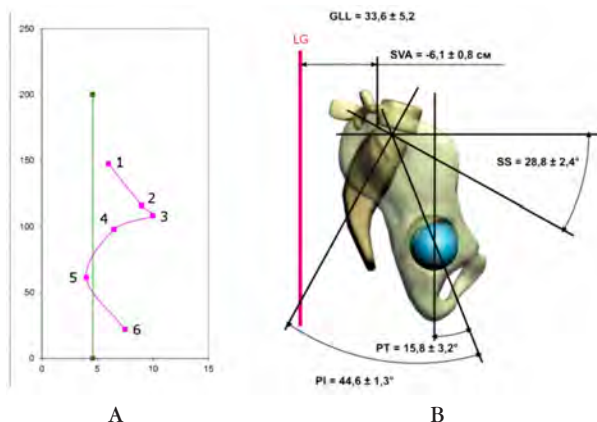 250
200
150
100
50
0
0
5
10
15
1
2
3
4
5
6
A
GLL = 33,6 ± 5,2
LG
SVA = -6,1 ± 0,8 см
SS = 28,8 ± 2,4°
PT = 15,8 ± 3,2°
PI = 44,6 ± 1,3°
B